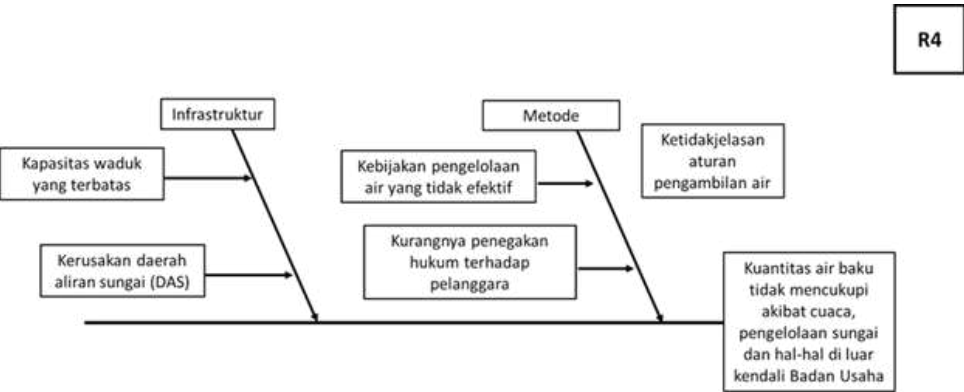 R4
Infrastruktur
Metode
Ketidakjelasan
aturan
pengambilan air
Kapasitas waduk
yang terbatas
Kebijakan pengelolaan
air yang tidak efektif
Kerusakan daerah
aliran sungai (DAS)
Kurangnya penegakan
hukum terhadap
pelanggara
Kuantitas air baku
tidak mencukupi
akibat cuaca,
pengelolaan sungai
dan hal-hal di luar
kendali Badan Usaha